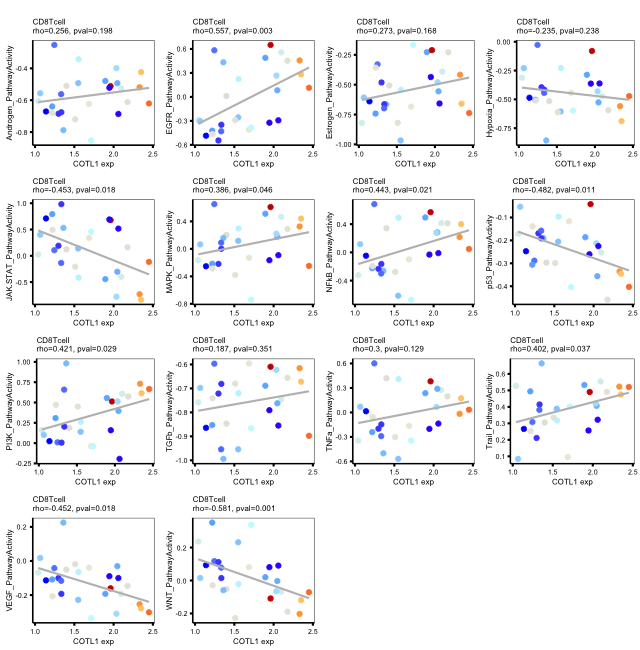 CD8Tcell
rho=0.256, pval=0.198
Androgen_PathwayActivity
-0.4
-0.6
-0.8
1.0 1.5 2.0 2.5
COTL1 exp
CD8Tcell
rho=0.557, pval=0.003
EGFR_PathwayActivity
0.6
0.3
0.0
-0.3
-0.6
1.0 1.5 2.0 2.5
COTL1 exp
CD8Tcell
rho=0.273, pval=0.168
Estrogen_PathwayActivity
-0.25
-0.50
-0.75
-1.00
1.0 1.5 2.0 2.5
COTL1 exp
CD8Tcell
rho=-0.235, pval=0.238
Hypoxia_PathwayActivity
0.00
-0.25
-0.50
-0.75
1.0 1.5 2.0 2.5
COTL1 exp
CD8Tcell
rho=-0.453, pval=0.018
JAK.STAT_PathwayActivity
1.0
0.5
0.0
-0.5
1.0 1.5 2.0 2.5
COTL1 exp
CD8Tcell
rho=0.386, pval=0.046
MAPK_PathwayActivity
0.4
0.0
-0.4
-0.8
1.0 1.5 2.0 2.5
COTL1 exp
CD8Tcell
rho=0.443, pval=0.021
NFkB_PathwayActivity
0.4
0.0
-0.4
1.0 1.5 2.0 2.5
COTL1 exp
CD8Tcell
rho=-0.482, pval=0.011
p53_PathwayActivity
-0.1
-0.2
-0.3
-0.4
1.0 1.5 2.0 2.5
COTL1 exp
CD8Tcell
rho=0.421, pval=0.029
PI3K_PathwayActivity
1.00
0.75
0.50
0.25
0.00
-0.25
1.0 1.5 2.0 2.5
COTL1 exp
CD8Tcell
rho=0.187, pval=0.351
TGFb_PathwayActivity
-0.6
-0.7
-0.8
-0.9
-1.0
1.0 1.5 2.0 2.5
COTL1 exp
CD8Tcell
rho=0.3, pval=0.129
TNFa_PathwayActivity
0.6
0.3
0.0
-0.3
-0.6
1.0 1.5 2.0 2.5
COTL1 exp
CD8Tcell
rho=0.402, pval=0.037
Trail_PathwayActivity
0.6
0.5
0.4
0.3
0.2
0.1
1.0 1.5 2.0 2.5
COTL1 exp
CD8Tcell
rho=-0.452, pval=0.018
VEGF_PathwayActivity
0.2
0.0
-0.2
1.0 1.5 2.0 2.5
COTL1 exp
CD8Tcell
rho=-0.581, pval=0.001
WNT_PathwayActivity
0.2
0.0
-0.2
1.0 1.5 2.0 2.5
COTL1 exp